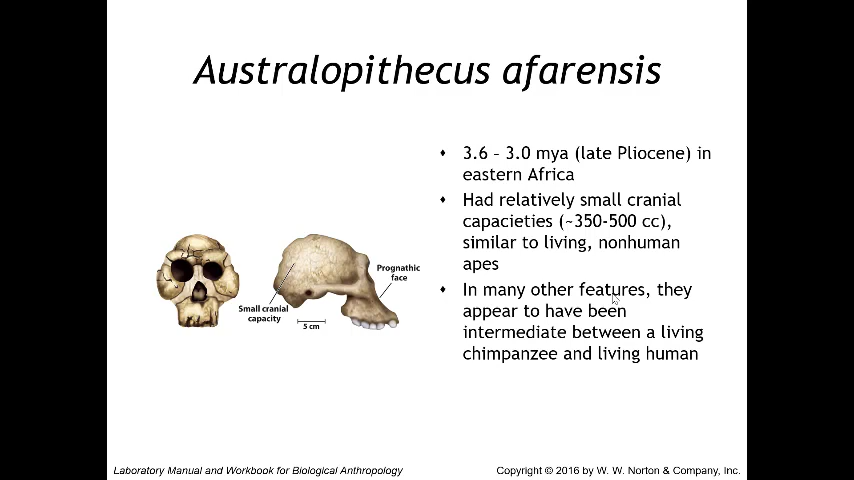 Australopithecus afarensis
♦ 3.6 – 3.0 mya (late Pliocene) in
eastern Africa
♦ Had relatively small cranial
capacieties (~350-500 cc),
similar to living, nonhuman
apes
♦ In many other features, they
appear to have been
intermediate between a living
chimpanzee and living human
Prognathic
face
Small cranial
capacity
5 cm
Laboratory Manual and Workbook for Biological Anthropology
Copyright © 2016 by W. W. Norton & Company, Inc.